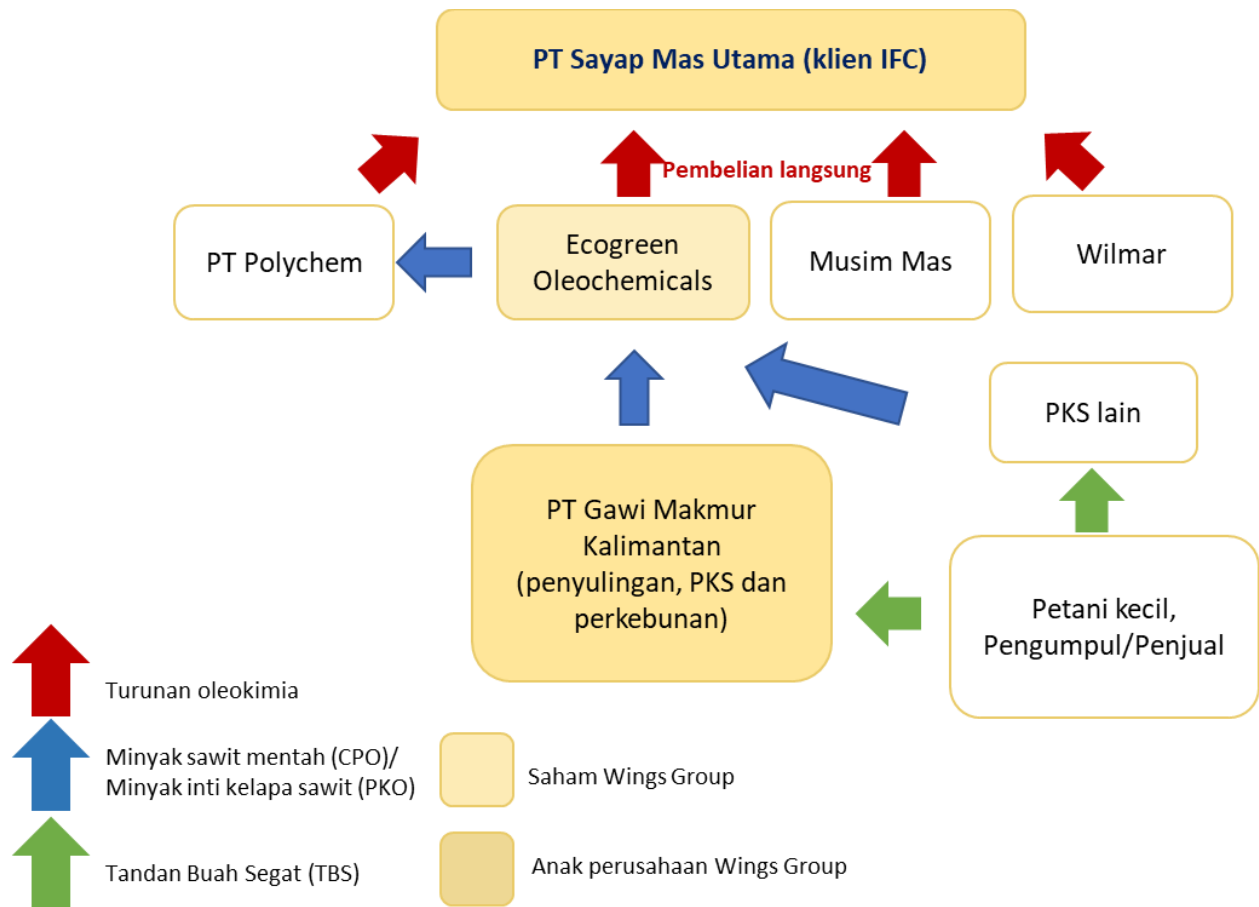 PT Sayap Mas Utama (klien IFC)
Pembelian langsung
PT Polychem
Ecogreen
Oleochemicals
Musim Mas
Wilmar
PKS lain
PT Gawi Makmur
Kalimantan
(penyulingan, PKS dan
perkebunan)
Petani kecil,
Pengumpul/Penjual
Turunan oleokimia
Minyak sawit mentah (CPO)/
Minyak inti kelapa sawit (PKO)
Saham Wings Group
Tandan Buah Segat (TBS)
Anak perusahaan Wings Group